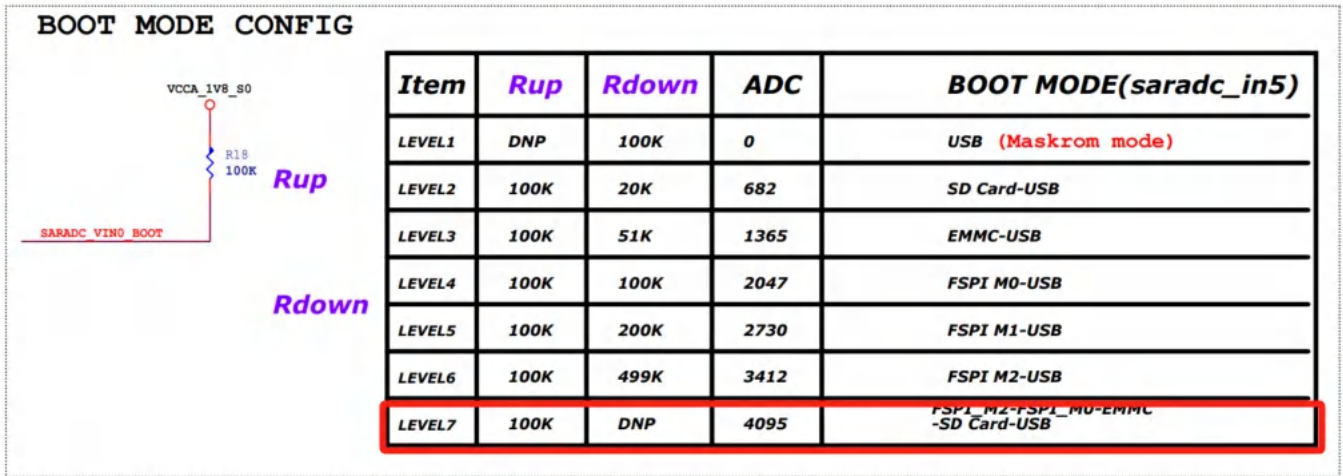 BOOT MODE CONFIG
VCCA_1V8_S0
R18
100K
Rup
SARADC_VIN0_BOOT
Rdown
Item Rup Rdown ADC BOOT MODE(saradc_in5)
LEVEL1 DNP 100K 0 USB (Maskrom mode)
LEVEL2 100K 20K 682 SD Card-USB
LEVEL3 100K 51K 1365 EMMC-USB
LEVEL4 100K 100K 2047 FSPI M0-USB
LEVEL5 100K 200K 2730 FSPI M1-USB
LEVEL6 100K 499K 3412 FSPI M2-USB
LEVEL7 100K DNP 4095 FSPI_M2-FSPI_M0-EMMC
-SD Card-USB